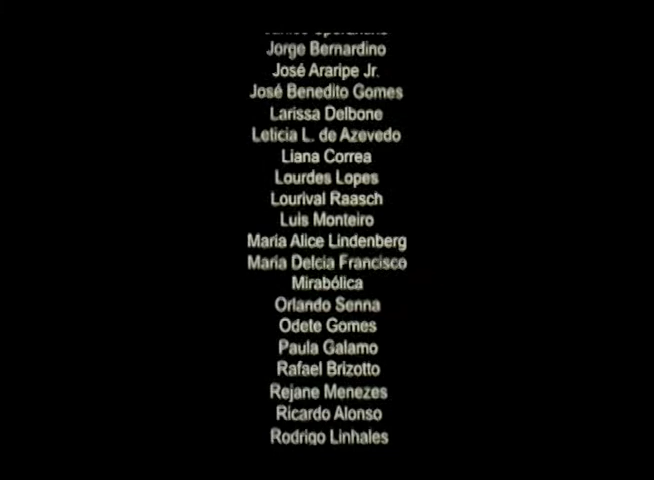 Jorge Bernardino
José Araripe Jr.
José Benedito Gomes
Larissa Delbone
Leticia L. de Azevedo
Liana Correa
Lourdes Lopes
Lourival Raasch
Luis Monteiro
Maria Alice Lindenberg
Maria Delcia Francisco
Mirabólica
Orlando Senna
Odete Gomes
Paula Galamo
Rafael Brizotto
Rejane Menezes
Ricardo Alonso
Rodrigo Linhales